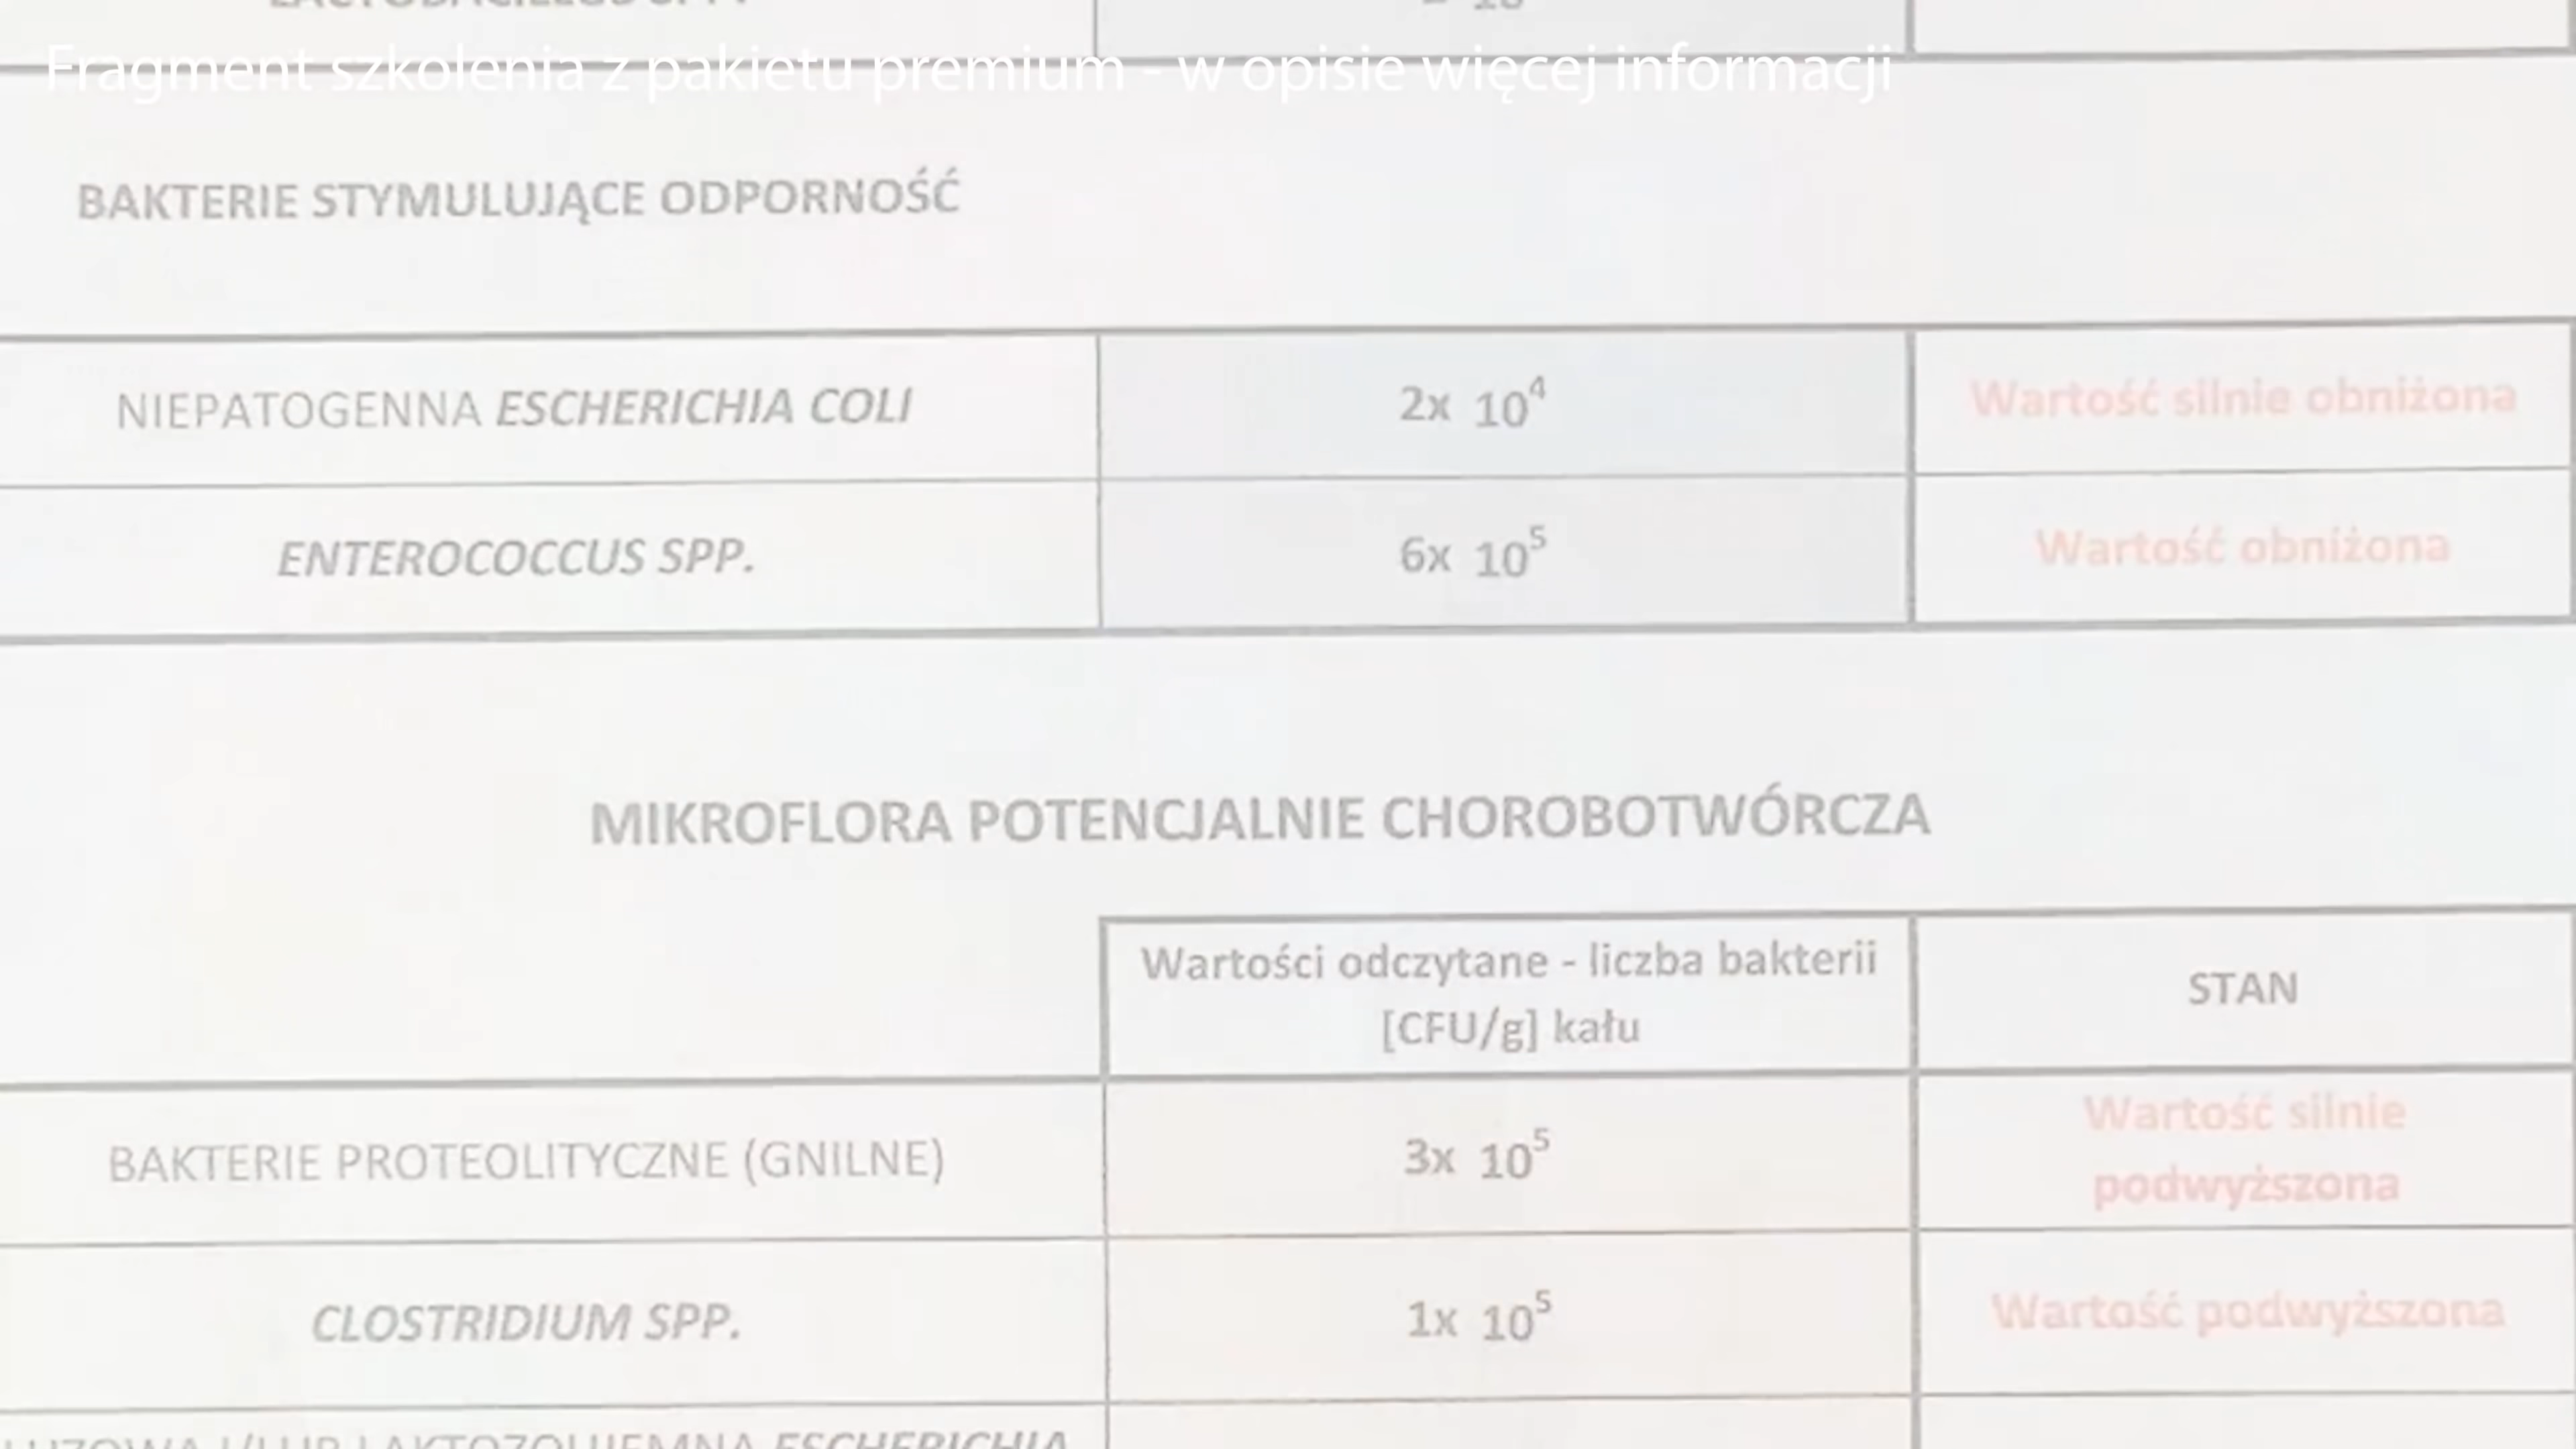 Fragment szkolenia z pakietu premium - w opisie więcej informacji
BAKTERIE STYMULUJĄCE ODPORNOŚĆ
NIEPATOGENNA ESCHERICHIA COLI 2x 10⁴ Wartość silnie obniżona
ENTEROCOCCUS SPP. 6x 10⁵ Wartość obniżona
MIKROFLORA POTENCJALNIE CHOROBOTWÓRCZA
Wartości odczytane - liczba bakterii
[CFU/g] kału
STAN
BAKTERIE PROTEOLITYCZNE (GNILNE) 3x 10⁵ Wartość silnie
podwyższona
CLOSTRIDIUM SPP. 1x 10⁵ Wartość podwyższona
ESCHERICHIA